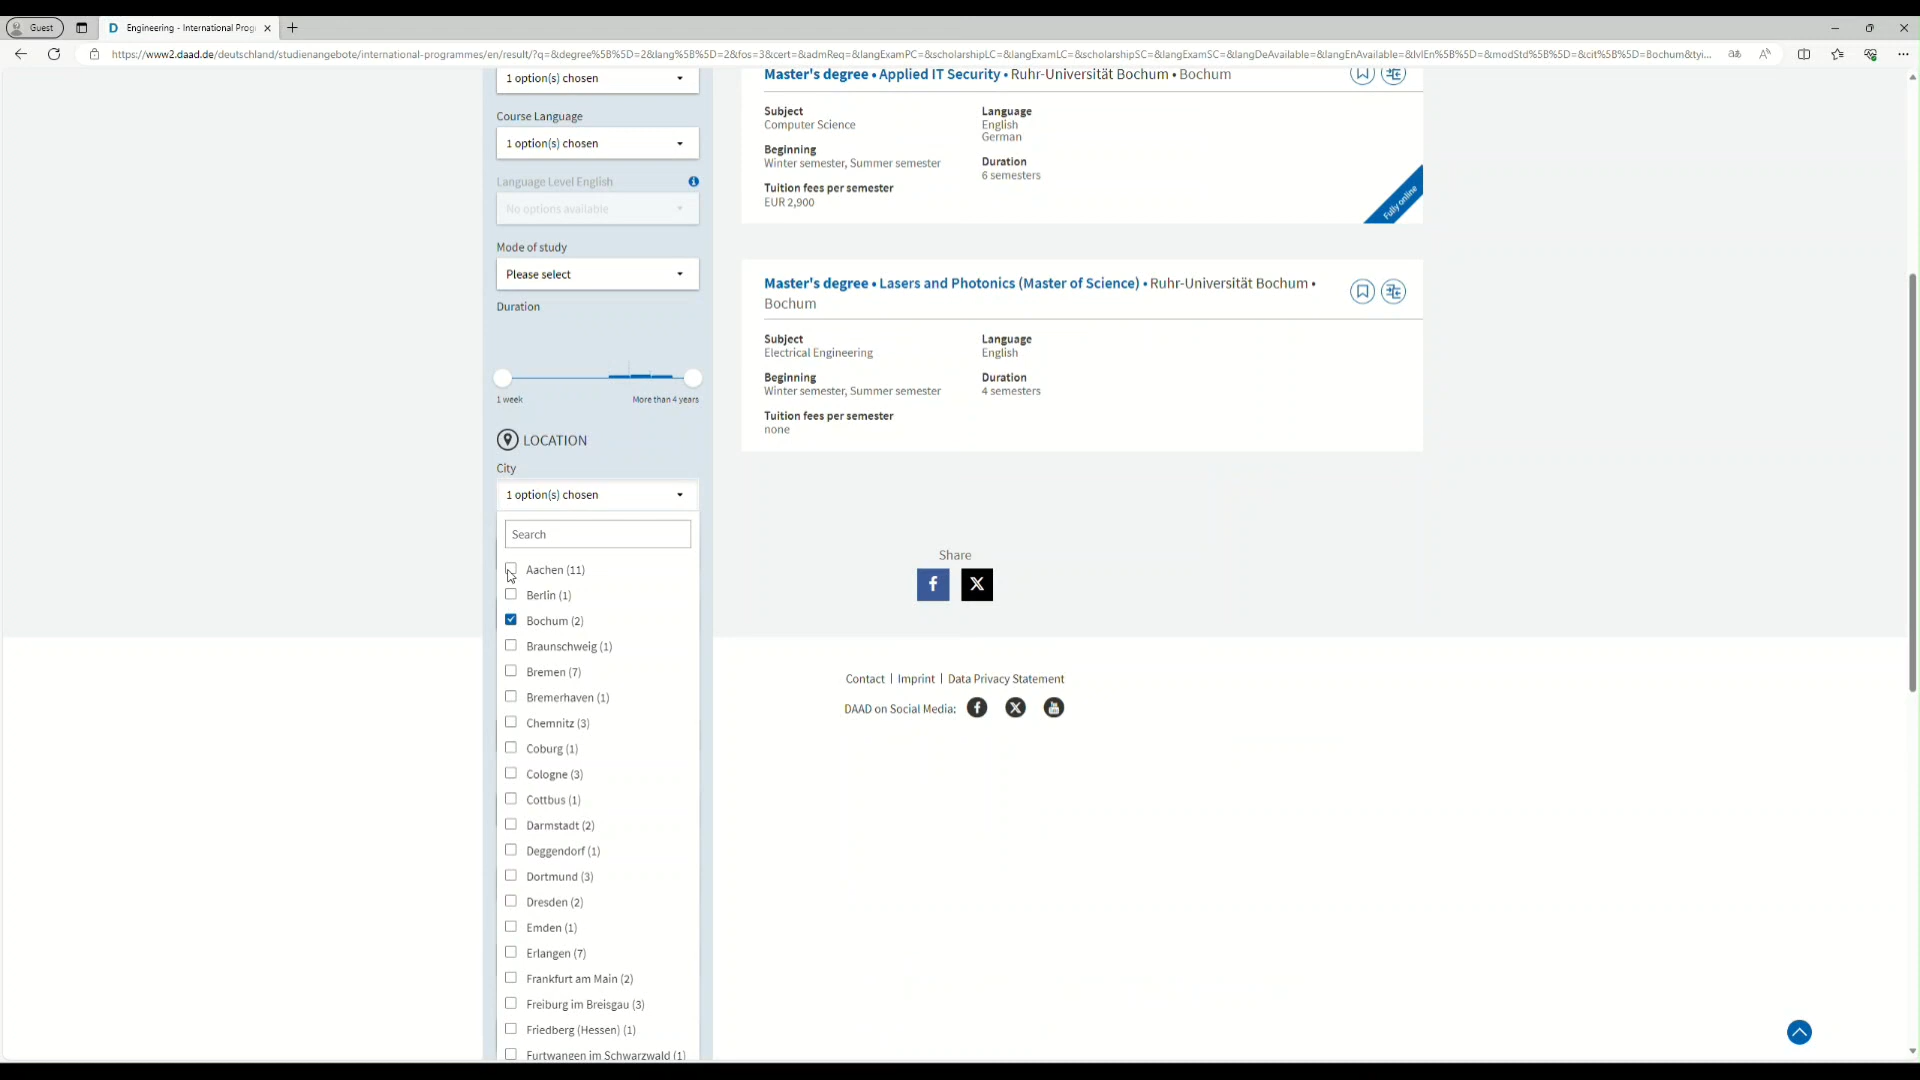 Guest
Engineering - International Prog
https://www2.daad.de/deutschland/studienangebote/international-programmes/en/result/?q=&degree%5B%5D=2&lang%5B%5D=2&fos=3&cert=&admReq=&langExamPC=&scholarshipLC=&langExamLC=&scholarshipSC=&langExamSC=&langDeAvailable=&langEnAvailable=&lvlEn%5B%5D=&modStd%5B%5D=&cit%5B%5D=Bochum&tyi...
1 option(s) chosen
Course Language
1 option(s) chosen
Language Level English
No options available
Mode of study
Please select
Duration
1 week
More than 4 years
LOCATION
City
1 option(s) chosen
Search
Aachen (11)
Berlin (1)
Bochum (2)
Braunschweig (1)
Bremen (7)
Bremerhaven (1)
Chemnitz (3)
Coburg (1)
Cologne (3)
Cottbus (1)
Darmstadt (2)
Deggendorf (1)
Dortmund (3)
Dresden (2)
Emden (1)
Erlangen (7)
Frankfurt am Main (2)
Freiburg im Breisgau (3)
Friedberg (Hessen) (1)
Furtwangen im Schwarzwald (1)
Master's degree • Applied IT Security • Ruhr-Universität Bochum • Bochum
Subject
Computer Science
Beginning
Winter semester, Summer semester
Tuition fees per semester
EUR 2,900
Language
English
German
Duration
6 semesters
Fully online
Master's degree • Lasers and Photonics (Master of Science) • Ruhr-Universität Bochum •
Bochum
Subject
Electrical Engineering
Beginning
Winter semester, Summer semester
Tuition fees per semester
none
Language
English
Duration
4 semesters
Share
Contact | Imprint | Data Privacy Statement
DAAD on Social Media: